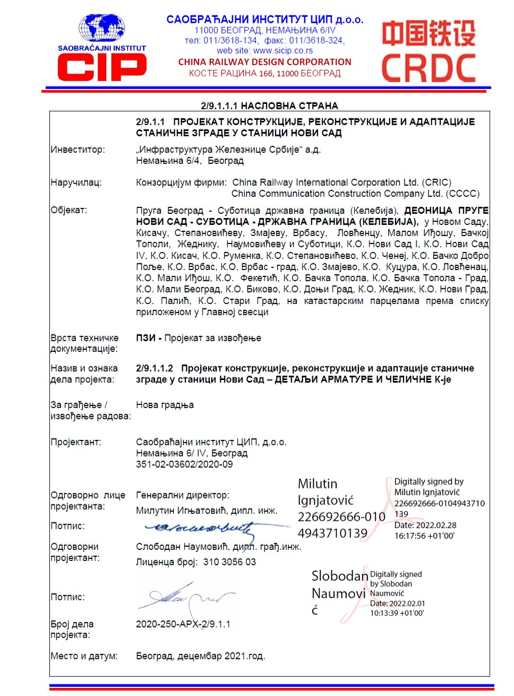 SAOBRAĆAJNI INSTITUT
CIP
САОБРАЋАЈНИ ИНСТИТУТ ЦИП д.о.о.
11000 БЕОГРАД, НЕМАЊИНА 6/IV
тел: 011/3618-134, факс: 011/3618-324,
web site: www.sicip.co.rs
CHINA RAILWAY DESIGN CORPORATION
КОСТЕ РАЦИНА 16б, 11000 БЕОГРАД
中国铁设
CRDC
2/9.1.1.1 НАСЛОВНА СТРАНА
2/9.1.1 ПРОЈЕКАТ КОНСТРУКЦИЈЕ, РЕКОНСТРУКЦИЈЕ И АДАПТАЦИЈЕ
СТАНИЧНЕ ЗГРАДЕ У СТАНИЦИ НОВИ САД
Инвеститор: „Инфраструктура Железнице Србије“ а.д.
Немањина 6/4, Београд
Наручилац: Конзорцијум фирми: China Railway International Corporation Ltd. (CRIC)
China Communication Construction Company Ltd. (CCCC)
Објекат: Пруга Београд - Суботица државна граница (Келебија), ДЕОНИЦА ПРУГЕ
НОВИ САД - СУБОТИЦА - ДРЖАВНА ГРАНИЦА (КЕЛЕБИЈА), у Новом Саду,
Кисачу, Степановићеву, Змајеву, Врбасу, Ловћенцу, Малом Иђошу, Бачкој
Тополи, Жеднику, Наумовићеву и Суботици, К.О. Нови Сад I, К.О. Нови Сад
IV, К.О. Кисач, К.О. Руменка, К.О. Степановићево, К.О. Ченеј, К.О. Бачко Добро
Поље, К.О. Врбас, К.О. Врбас - град, К.О. Змајево, К.О. Куцура, К.О. Ловћенац,
К.О. Мали Иђош, К.О. Фекетић, К.О. Бачка Топола, К.О. Бачка Топола - Град,
К.О. Мали Београд, К.О. Биково, К.О. Доњи Град, К.О. Жедник, К.О. Нови Град,
К.О. Палић, К.О. Стари Град, на катастарским парцелама према списку
приложеном у Главној свесци
Врста техничке
документације: ПЗИ - Пројекат за извођење
Назив и ознака
дела пројекта: 2/9.1.1.2 Пројекат конструкције, реконструкције и адаптације станичне
зграде у станици Нови Сад – ДЕТАЉИ АРМАТУРЕ И ЧЕЛИЧНЕ К-је
За грађење /
извођење радова: Нова градња
Пројектант: Саобраћајни институт ЦИП, д.о.о.
Немањина 6/ IV, Београд
351-02-03602/2020-09
Одговорно лице
пројектанта: Генерални директор:
Милутин Игњатовић, дипл. инж.
Потпис:
Milutin
Ignjatović
226692666-010
4943710139
Digitally signed by
Milutin Ignjatović
226692666-0104943710
139
Date: 2022.02.28
16:17:56 +01'00'
Одговорни
пројектант: Слободан Наумовић, дипл. грађ.инж.
Лиценца број: 310 3056 03
Потпис:
Slobodan
Naumovi
ć
Digitally signed
by Slobodan
Naumović
Date: 2022.02.01
10:13:39 +01'00'
Број дела
пројекта: 2020-250-АРХ-2/9.1.1
Место и датум: Београд, децембар 2021.год.